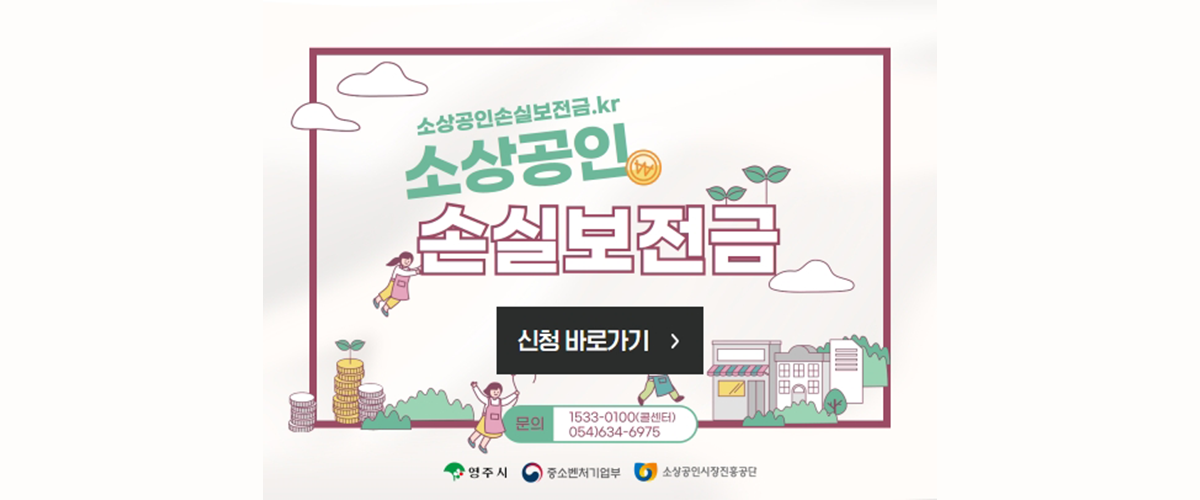 소상공인손실보전금.kr
소상공인
손실보전금
신청 바로가기 >
문의
1533-0100(콜센터)
054)634-6975
영주시 중소벤처기업부 소상공인시장진흥공단